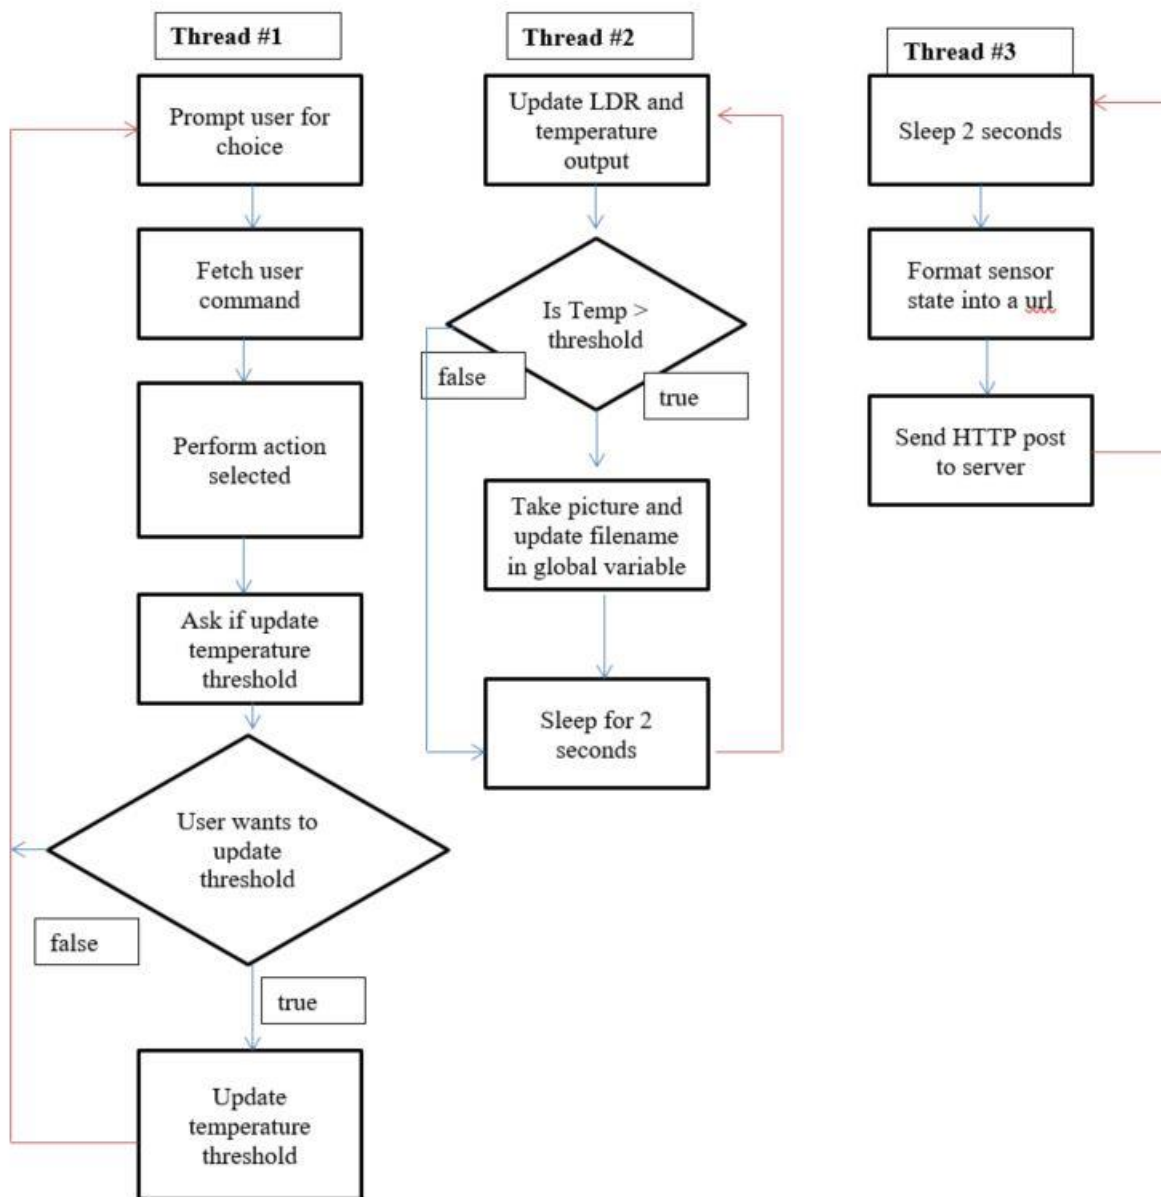 Thread #1
Prompt user for
choice
Fetch user
command
Perform action
selected
Ask if update
temperature
threshold
User wants to
update
threshold
false
true
Update
temperature
threshold
Thread #2
Update LDR and
temperature
output
Is Temp >
threshold
false
true
Take picture and
update filename
in global variable
Sleep for 2
seconds
Thread #3
Sleep 2 seconds
Format sensor
state into a url
Send HTTP post
to server